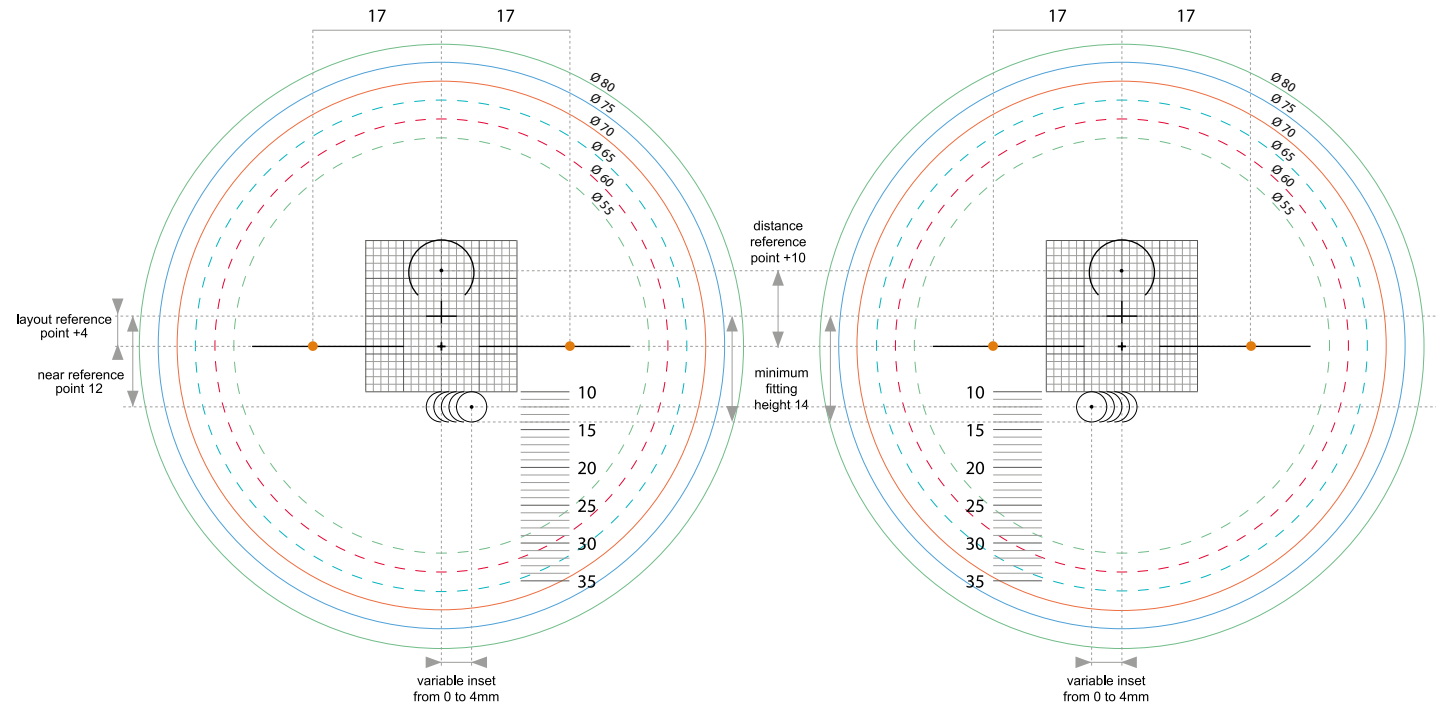 17 17
17 17
Ø 80
Ø 75
Ø 70
Ø 65
Ø 60
Ø 55
Ø 80
Ø 75
Ø 70
Ø 65
Ø 60
Ø 55
distance
reference
point +10
layout reference
point +4
near reference
point 12
minimum
fitting
height 14
10
15
20
25
30
35
10
15
20
25
30
35
variable inset
from 0 to 4mm
variable inset
from 0 to 4mm